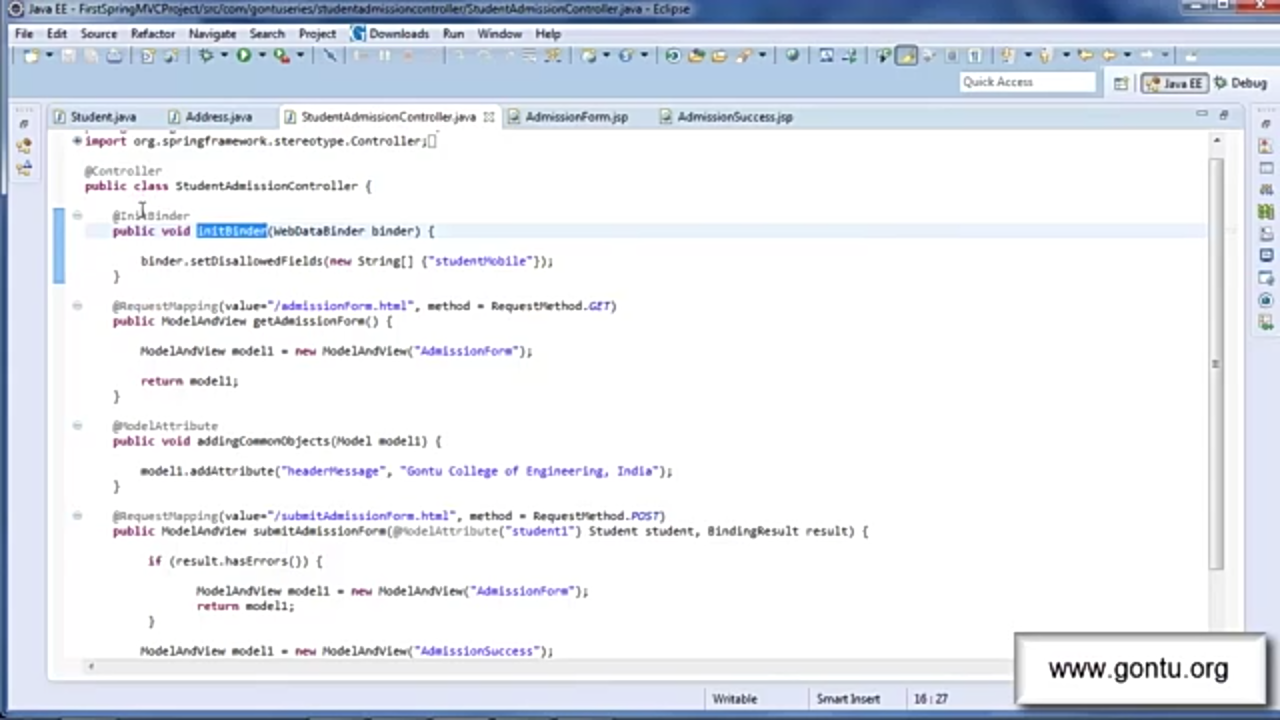 Java EE - FirstSpringMVCProject/src/com/gontuseries/studentadmissioncontroller/StudentAdmissionController.java - Eclipse
File Edit Source Refactor Navigate Search Project Downloads Run Window Help
Quick Access
Java EE Debug
Student.java Address.java StudentAdmissionController.java AdmissionForm.jsp AdmissionSuccess.jsp
import org.springframework.stereotype.Controller;
@Controller
public class StudentAdmissionController {
@InitBinder
public void initBinder(WebDataBinder binder) {
binder.setDisallowedFields(new String[] {"studentMobile"});
}
@RequestMapping(value="/admissionForm.html", method = RequestMethod.GET)
public ModelAndView getAdmissionForm() {
ModelAndView model1 = new ModelAndView("AdmissionForm");
return model1;
}
@ModelAttribute
public void addingCommonObjects(Model model1) {
model1.addAttribute("headerMessage", "Gontu College of Engineering, India");
}
@RequestMapping(value="/submitAdmissionForm.html", method = RequestMethod.POST)
public ModelAndView submitAdmissionForm(@ModelAttribute("student1") Student student, BindingResult result) {
if (result.hasErrors()) {
ModelAndView model1 = new ModelAndView("AdmissionForm");
return model1;
}
ModelAndView model1 = new ModelAndView("AdmissionSuccess");
www.gontu.org
Writable Smart Insert 16 : 27